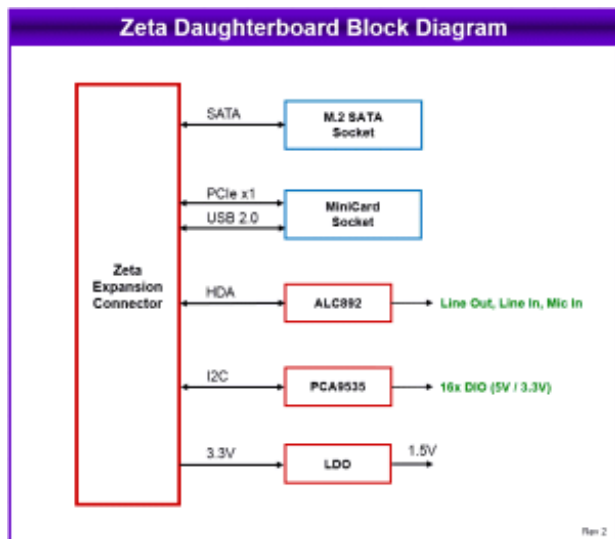 Zeta Daughterboard Block Diagram
SATA
M.2 SATA
Socket
PCIe x1
USB 2.0
MiniCard
Socket
Zeta
Expansion
Connector
HDA
ALC892
Line Out, Line In, Mic In
I2C
PCA9535
16x DIO (5V / 3.3V)
3.3V
LDO
1.5V
Rev 2